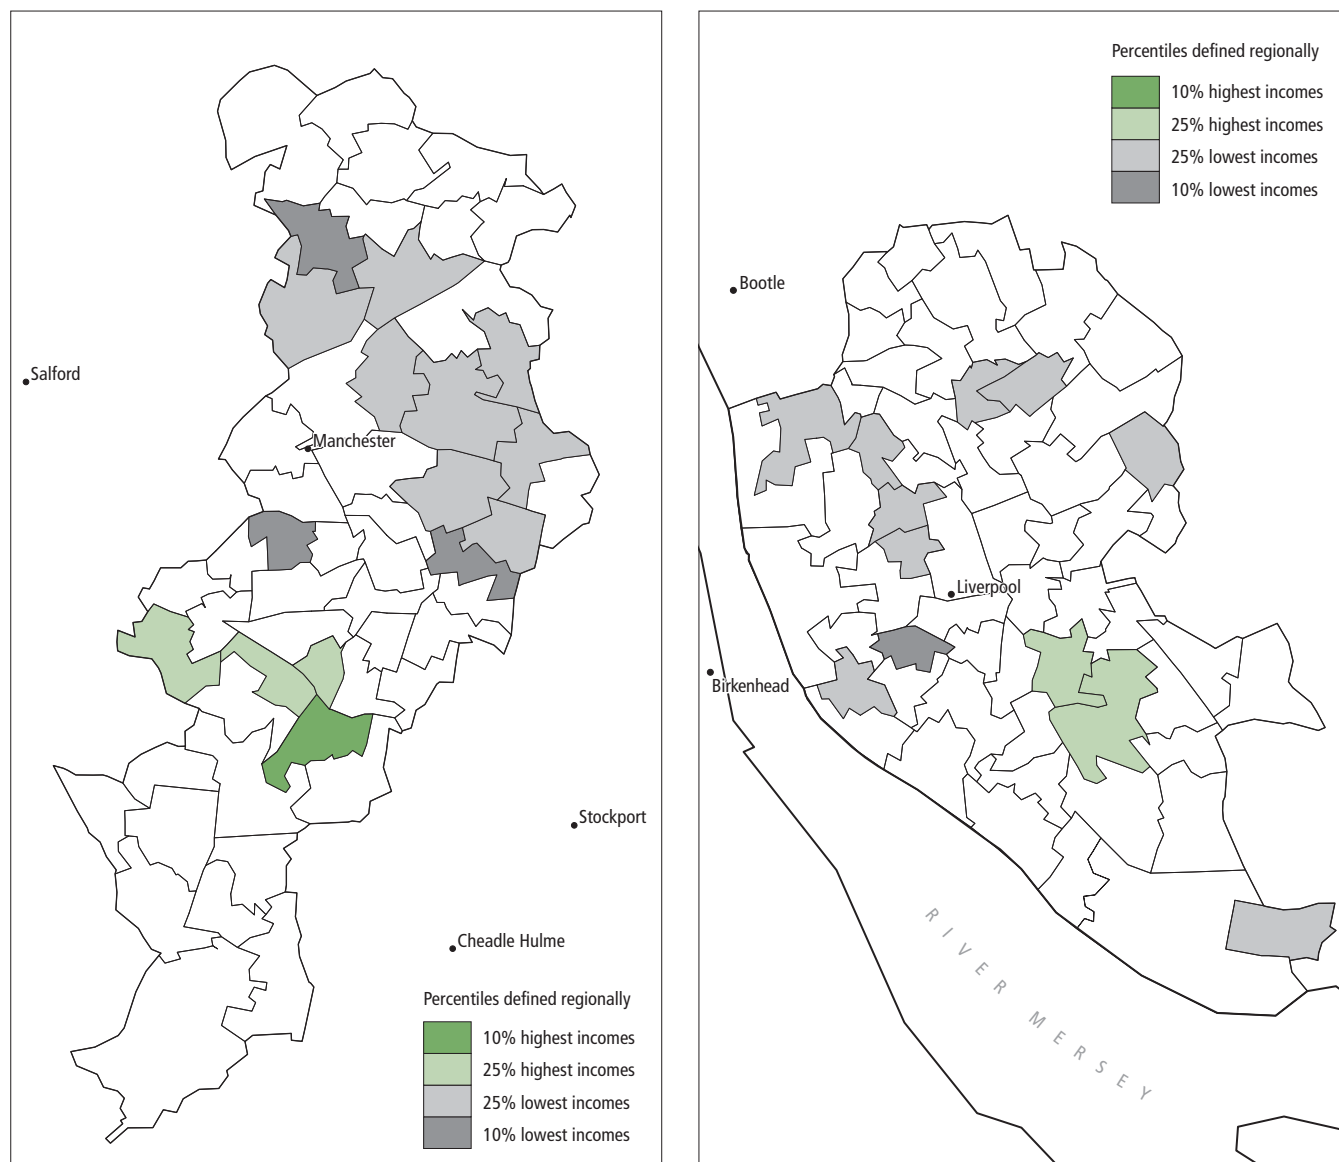 Salford
Manchester
Stockport
Cheadle Hulme
Percentiles defined regionally
10% highest incomes
25% highest incomes
25% lowest incomes
10% lowest incomes
Percentiles defined regionally
10% highest incomes
25% highest incomes
25% lowest incomes
10% lowest incomes
Bootle
Liverpool
Birkenhead
RIVER MERSEY